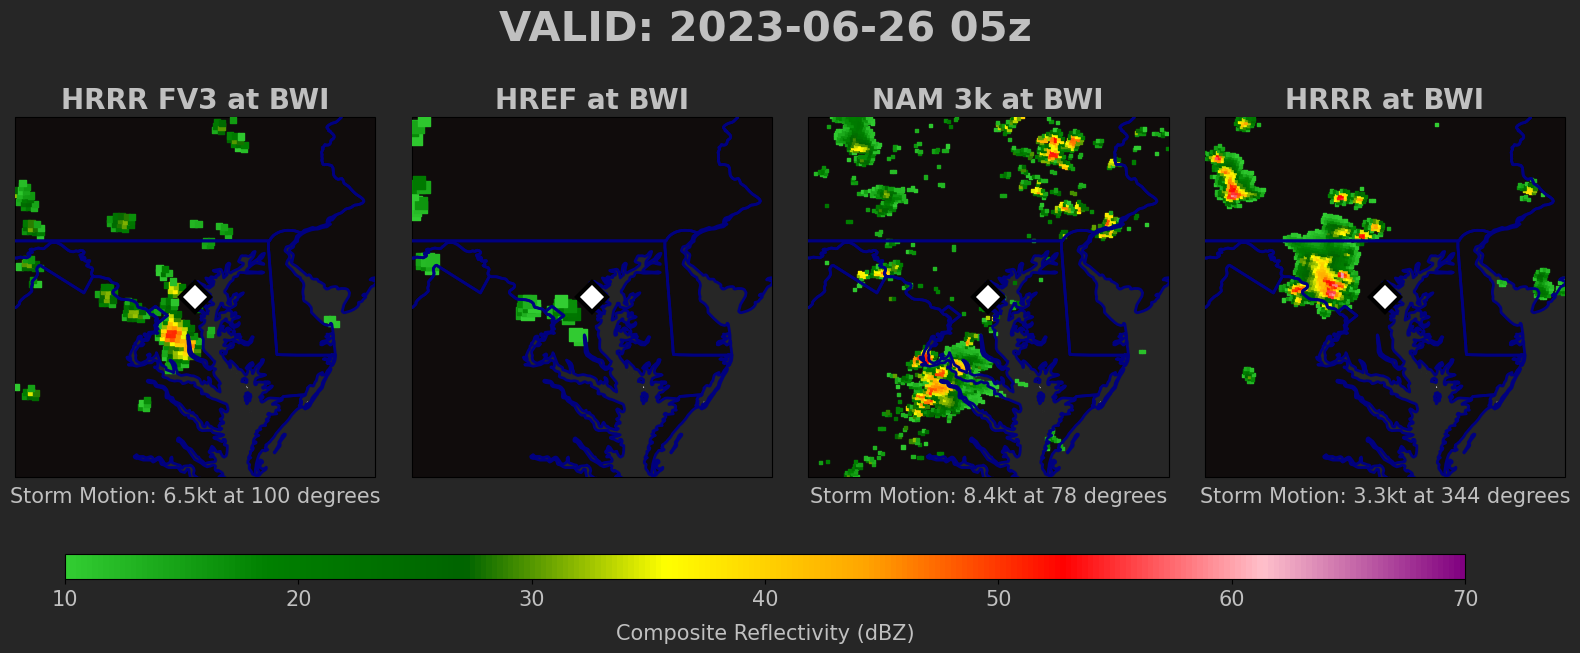 VALID: 2023-06-26 05z
HRRR FV3 at BWI
HREF at BWI
NAM 3k at BWI
HRRR at BWI
Storm Motion: 6.5kt at 100 degrees
Storm Motion: 8.4kt at 78 degrees
Storm Motion: 3.3kt at 344 degrees
10 20 30 40 50 60 70
Composite Reflectivity (dBZ)